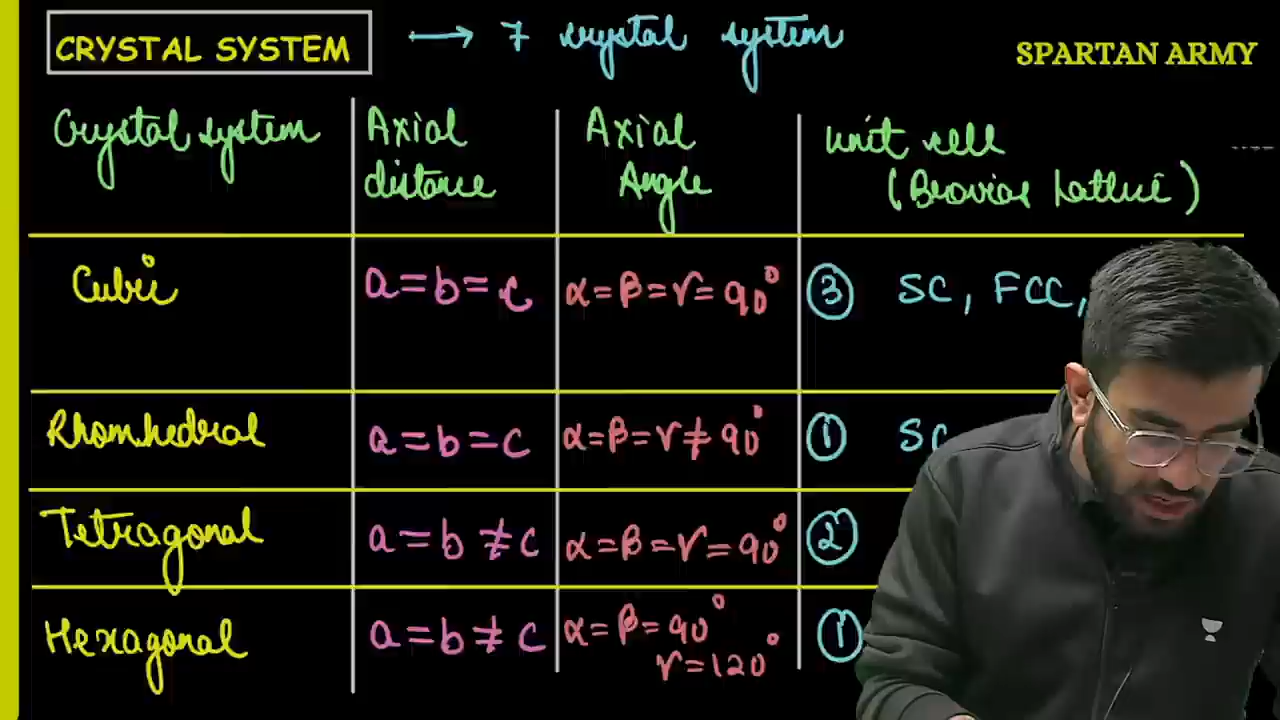 CRYSTAL SYSTEM → 7 crystal system
SPARTAN ARMY
Crystal system
Axial
distance
Axial
Angle
Unit cell
(Bravias Lattice)
Cubic
a = b = c
α = β = γ = 90°
③ SC, FCC,
Rhomhedral
a = b = c
α = β = γ ≠ 90°
① SC
Tetragonal
a = b ≠ c
α = β = γ = 90°
②
Hexagonal
a = b ≠ c
α = β = 90°
γ = 120°
①